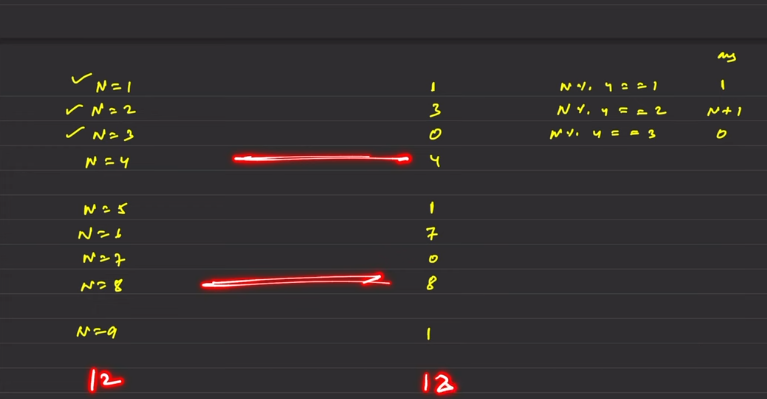 ans
N=1 1 N % 4 == 1 1
N=2 3 N % 4 == 2 N+1
N=3 0 N % 4 == 3 0
N=4 4
N=5 1
N=6 7
N=7 0
N=8 8
N=9 1
12 12